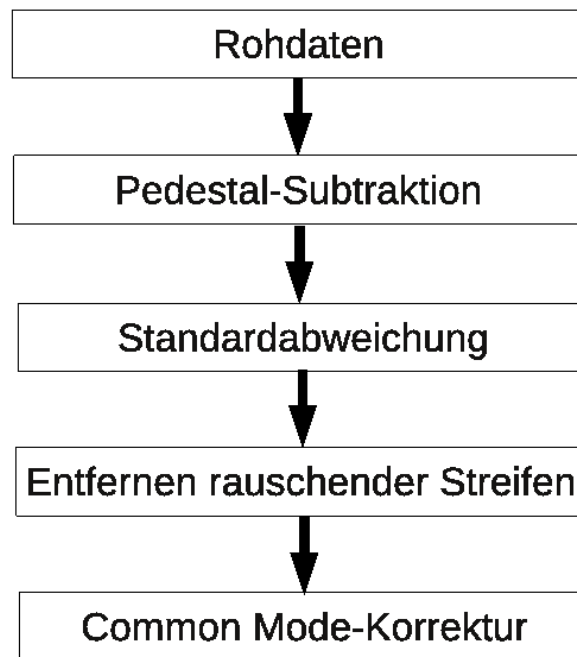 Rohdaten
Pedestal-Subtraktion
Standardabweichung
Entfernen rauschender Streifen
Common Mode-Korrektur